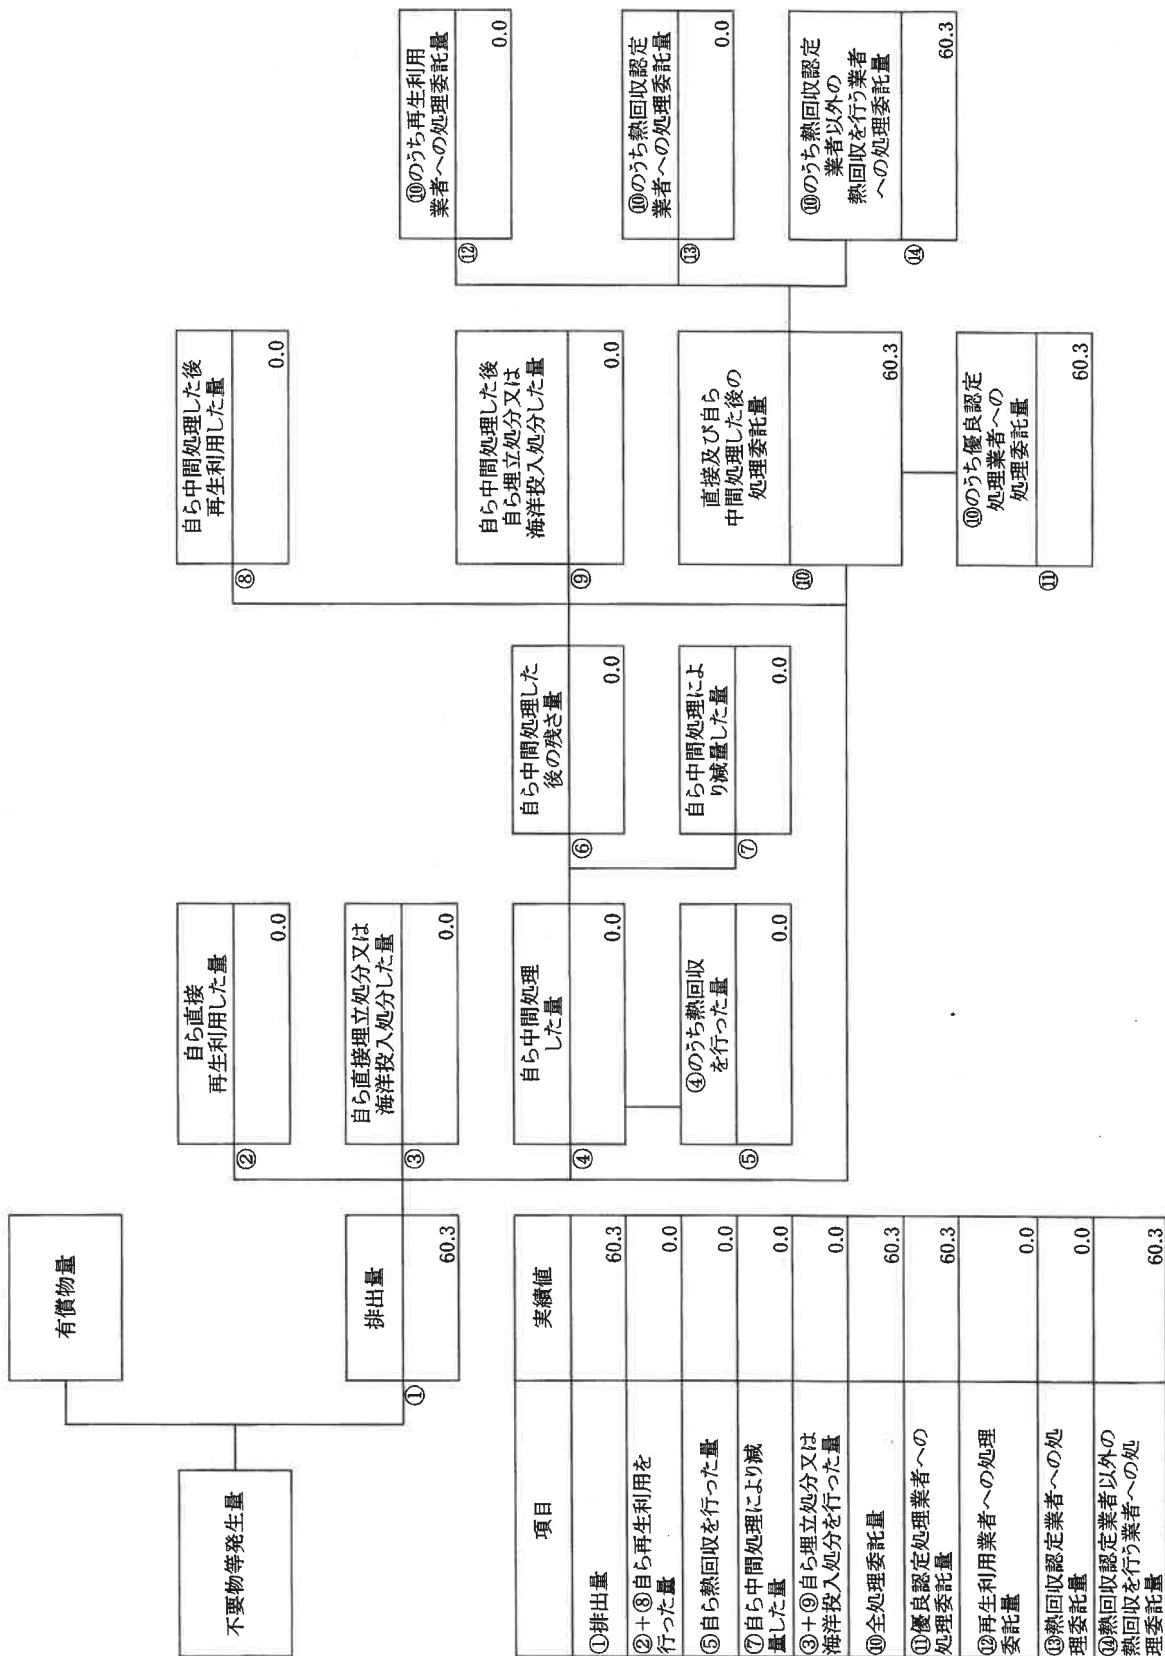 不要物等発生量
有償物量
排出量
①
60.3
自ら直接
再生利用した量
②
0.0
自ら直接埋立処分又は
海洋投入処分した量
③
0.0
自ら中間処理
した量
④
0.0
④のうち熱回収
を行った量
⑤
0.0
自ら中間処理した
後の残さ量
⑥
0.0
自ら中間処理によ
り減量した量
⑦
0.0
自ら中間処理した後
再生利用した量
⑧
0.0
自ら中間処理した後
自ら埋立処分又は
海洋投入処分した量
⑨
0.0
直接及び自ら
中間処理した後の
処理委託量
⑩
60.3
⑩のうち優良認定
処理業者への
処理委託量
⑪
60.3
⑩のうち再生利用
業者への処理委託量
⑫
0.0
⑩のうち熱回収認定
業者への処理委託量
⑬
0.0
⑩のうち熱回収認定
業者以外の
熱回収を行う業者
への処理委託量
⑭
60.3
項目 実績値
①排出量 60.3
②+⑧自ら再生利用を
行った量 0.0
⑤自ら熱回収を行った量 0.0
⑦自ら中間処理により減
量した量 0.0
③+⑨自ら埋立処分又は
海洋投入処分を行った量 0.0
⑩全処理委託量 60.3
⑪優良認定処理業者への
処理委託量 60.3
⑫再生利用業者への処理
委託量 0.0
⑬熱回収認定業者への処
理委託量 0.0
⑭熱回収認定業者以外の
熱回収を行う業者への処
理委託量 60.3